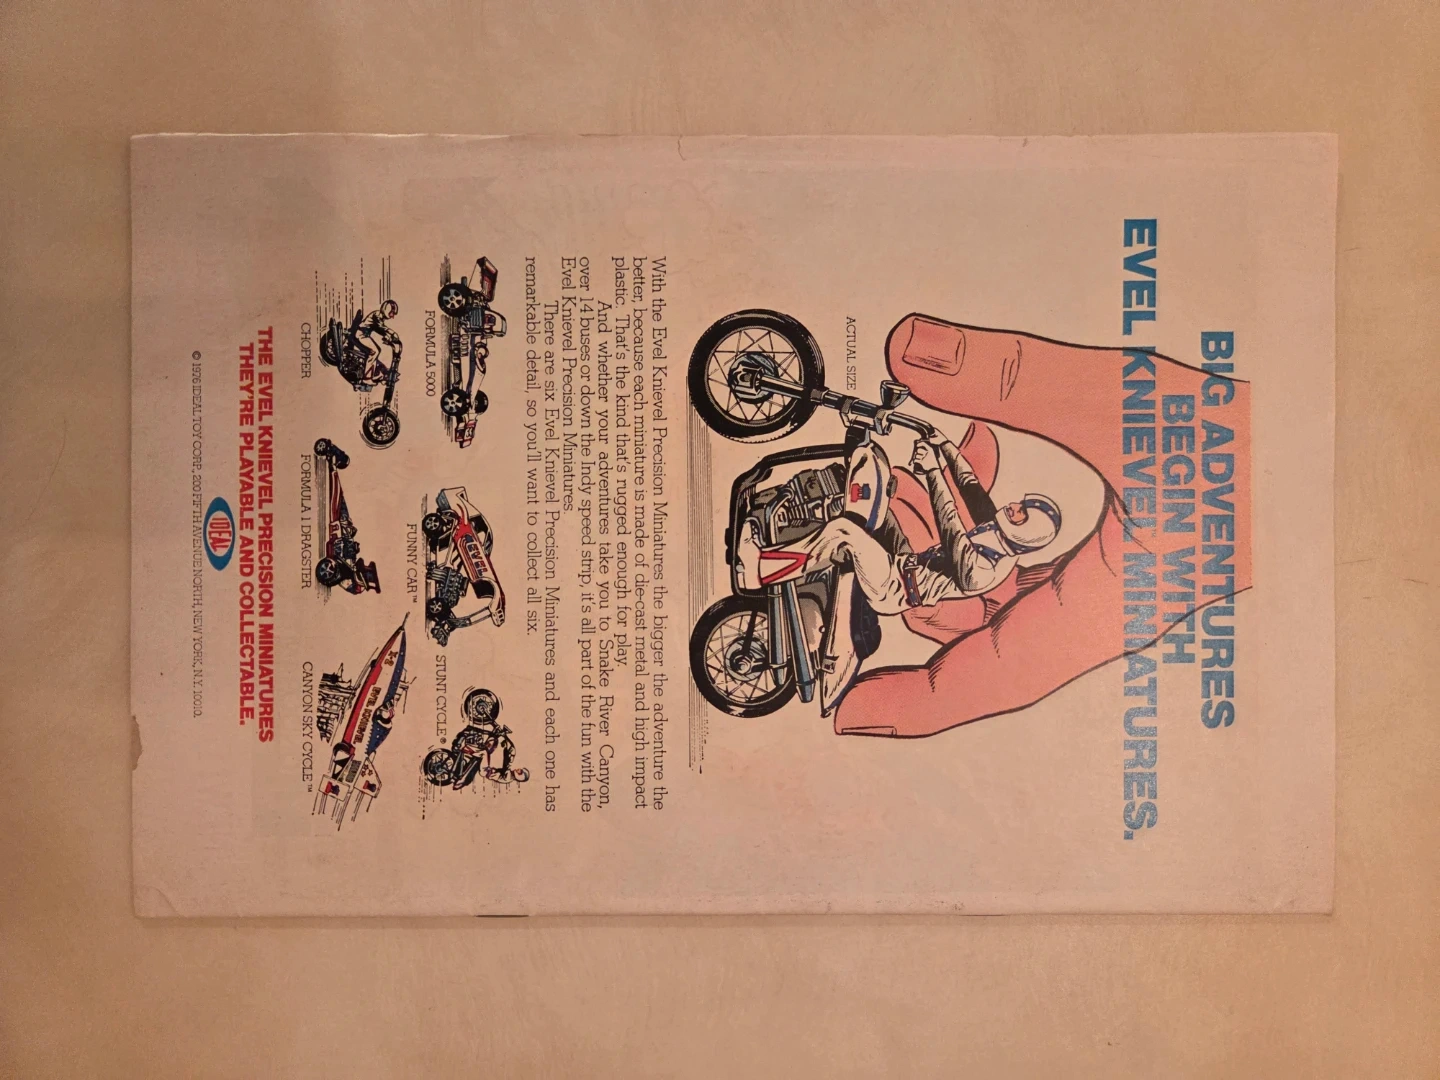 BIG ADVENTURES
BEGIN WITH
EVEL KNIEVEL MINIATURES.
ACTUAL SIZE
With the Evel Knievel Precision Miniatures the bigger the adventure the
better, because each miniature is made of die-cast metal and high impact
plastic. That's the kind that's rugged enough for play.
And whether your adventures take you to Snake River Canyon,
over 14 buses or down the Indy speed strip, it's all part of the fun with the
Evel Knievel Precision Miniatures.
There are six Evel Knievel Precision Miniatures and each one has
remarkable detail, so you'll want to collect all six.
FORMULA 5000
EVEL
FUNNY CAR™
STUNT CYCLE®
CHOPPER
FORMULA 1 DRAGSTER
EVEL KNIEVEL
CANYON SKY CYCLE™
THE EVEL KNIEVEL PRECISION MINIATURES
THEY'RE PLAYABLE AND COLLECTABLE.
IDEAL
© 1976 IDEAL TOY CORP., 200 FIFTH AVENUE NORTH, NEW YORK, N.Y. 10010.